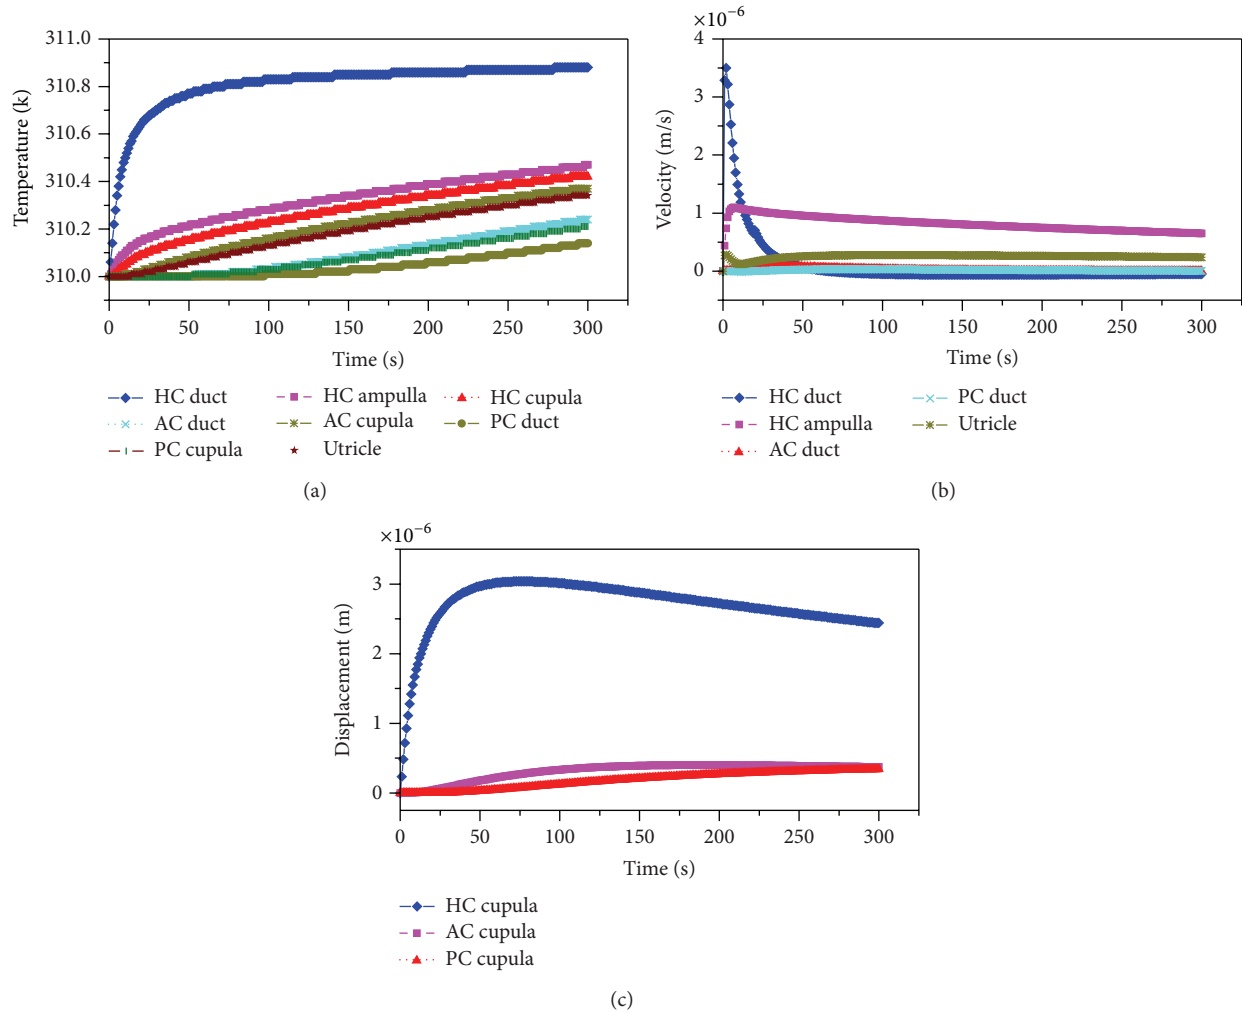 311.0
310.8
310.6
310.4
310.2
310.0
Temperature (k)
0 50 100 150 200 250 300
Time (s)
HC duct HC ampulla HC cupula
AC duct AC cupula PC duct
PC cupula Utricle
(a)
×10−6
4
3
2
1
0
Velocity (m/s)
0 50 100 150 200 250 300
Time (s)
HC duct PC duct
HC ampulla Utricle
AC duct
(b)
×10−6
3
2
1
0
Displacement (m)
0 50 100 150 200 250 300
Time (s)
HC cupula
AC cupula
PC cupula
(c)